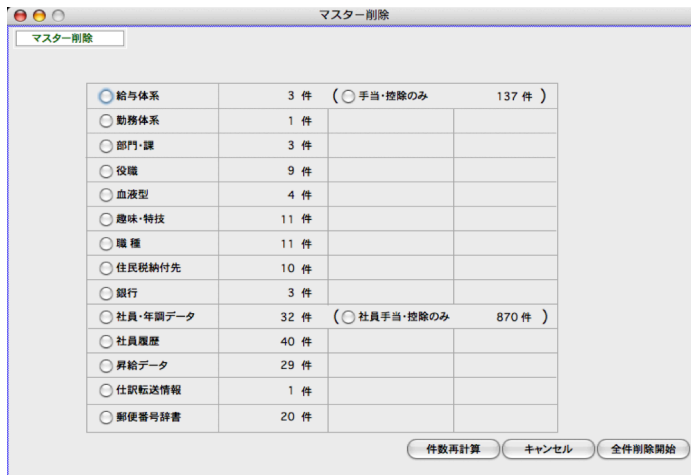 マスター削除
マスター削除
給与体系 3 件 ( 手当・控除のみ 137 件 )
勤務体系 1 件
部門・課 3 件
役職 9 件
血液型 4 件
趣味・特技 11 件
職 種 11 件
住民税納付先 10 件
銀行 3 件
社員・年調データ 32 件 ( 社員手当・控除のみ 870 件 )
社員履歴 40 件
昇給データ 29 件
仕訳転送情報 1 件
郵便番号辞書 20 件
件数再計算 キャンセル 全件削除開始